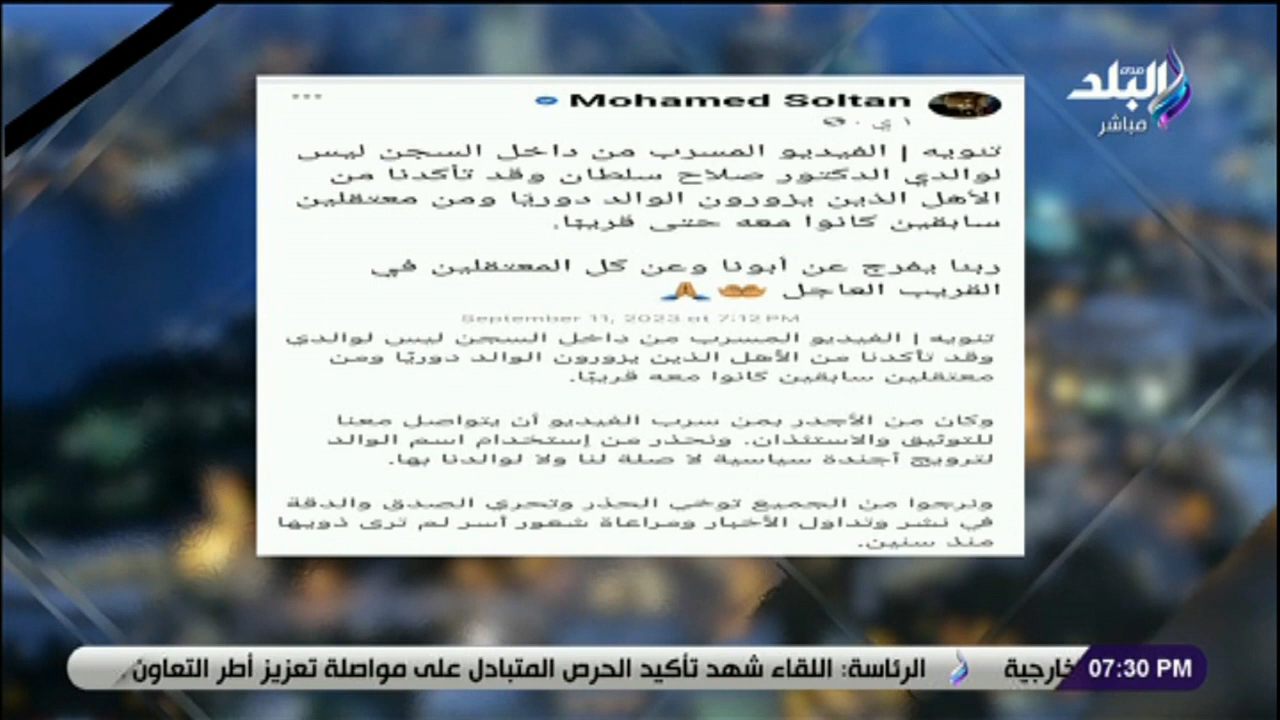 صدى
البلد
مباشر
Mohamed Soltan
١ ي ·
تنويه | الفيديو المسرب من داخل السجن ليس
لوالدي الدكتور صلاح سلطان وقد تأكدنا من
الأهل الذين يزورون الوالد دوريًا ومن معتقلين
سابقين كانوا معه حتى قريبًا.
ربنا يفرج عن أبونا وعن كل المعتقلين في
القريب العاجل 🤲🏽 🙏🏽
September 11, 2023 at 7:12 PM
تنويه | الفيديو المسرب من داخل السجن ليس لوالدي
وقد تأكدنا من الأهل الذين يزورون الوالد دوريًا ومن
معتقلين سابقين كانوا معه قريبًا.
وكان من الأجدر بمن سرب الفيديو أن يتواصل معنا
للتوثيق والاستئذان. ونحذر من إستخدام اسم الوالد
لترويج أجندة سياسية لا صلة لنا ولا لوالدنا بها.
ونرجوا من الجميع توخي الحذر وتحري الصدق والدقة
في نشر وتداول الأخبار ومراعاة شعور أسر لم ترى ذويها
منذ سنين.
07:30 PM
خارجية
الرئاسة: اللقاء شهد تأكيد الحرص المتبادل على مواصلة تعزيز أطر التعاون